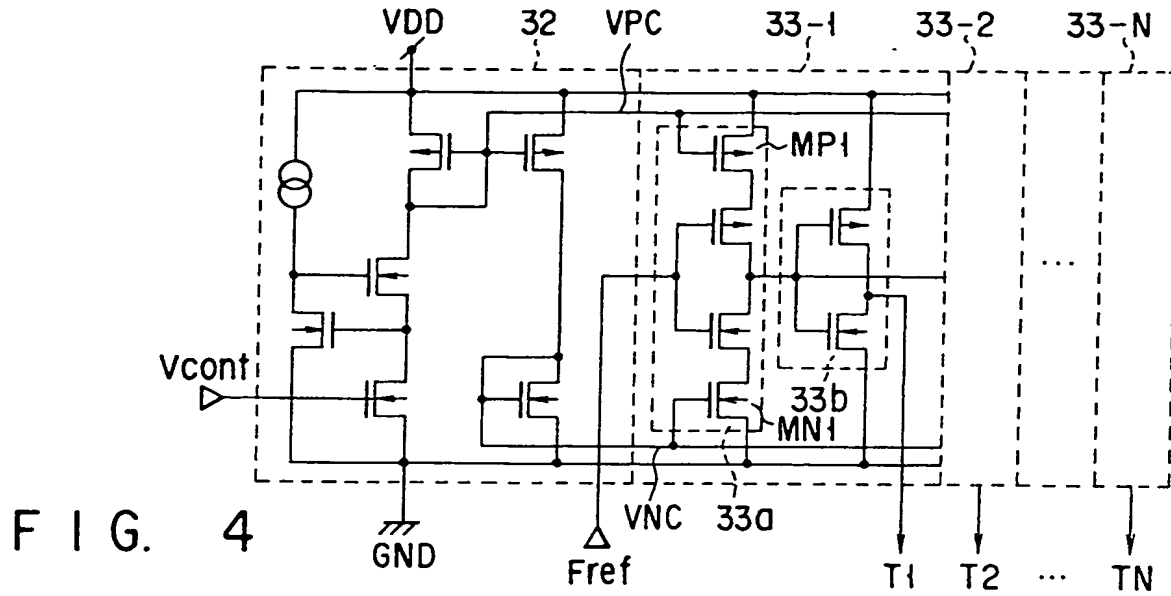 VDD
32
VPC
33-1
33-2
33-N
MP1
...
Vcont
33b
MN1
VNC
33a
FIG. 4
GND
Fref
T1
T2
...
TN